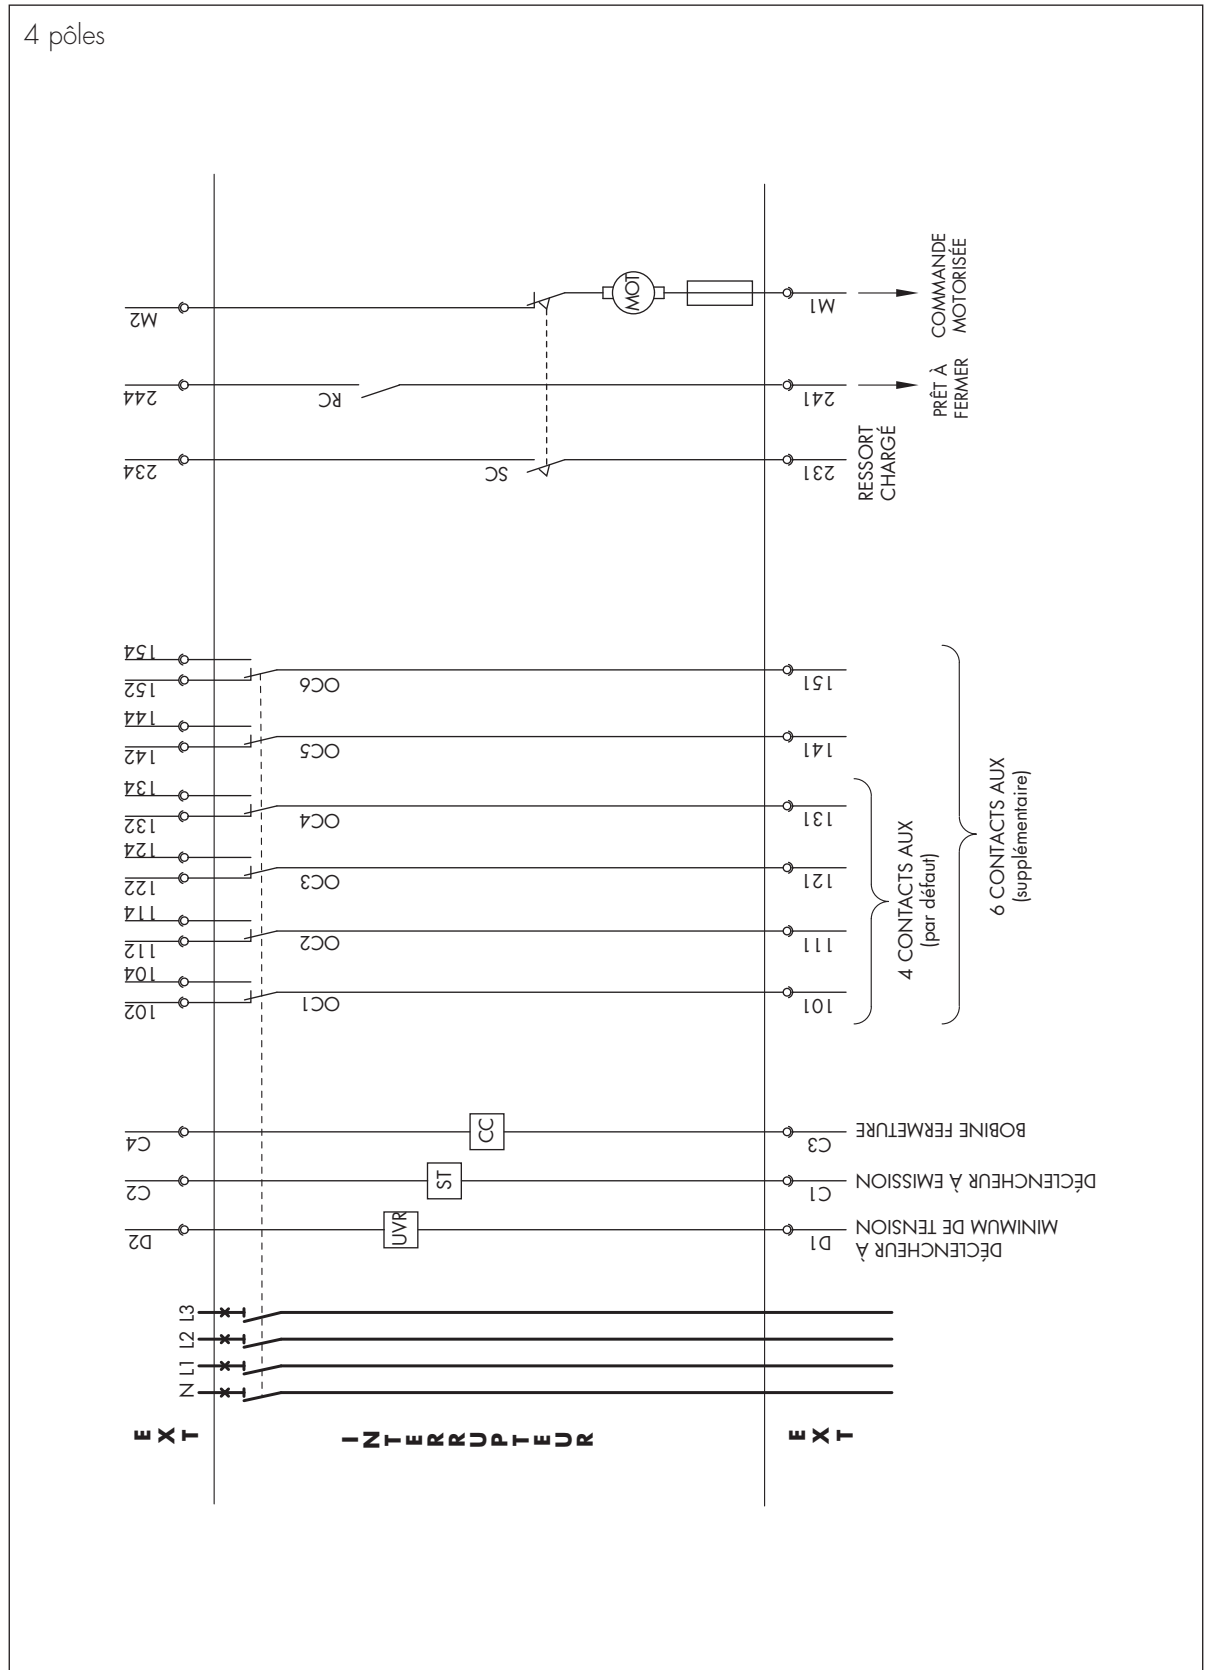 4 pôles
M2
MOT
M1
COMMANDE
MOTORISÉE
244
RC
241
PRÊT À
FERMER
234
SC
231
RESSORT
CHARGÉ
154
152
OC6
151
144
142
OC5
141
134
132
OC4
131
124
122
OC3
121
114
112
OC2
111
104
102
OC1
101
4 CONTACTS AUX
(par défaut)
6 CONTACTS AUX
(supplémentaire)
C4
CC
C3
BOBINE FERMETURE
C2
ST
C1
DÉCLENCHEUR À EMISSION
D2
UVR
D1
DÉCLENCHEUR À
MINIMUM DE TENSION
L3
L2
L1
N
EXT
INTERRUPTEUR
EXT